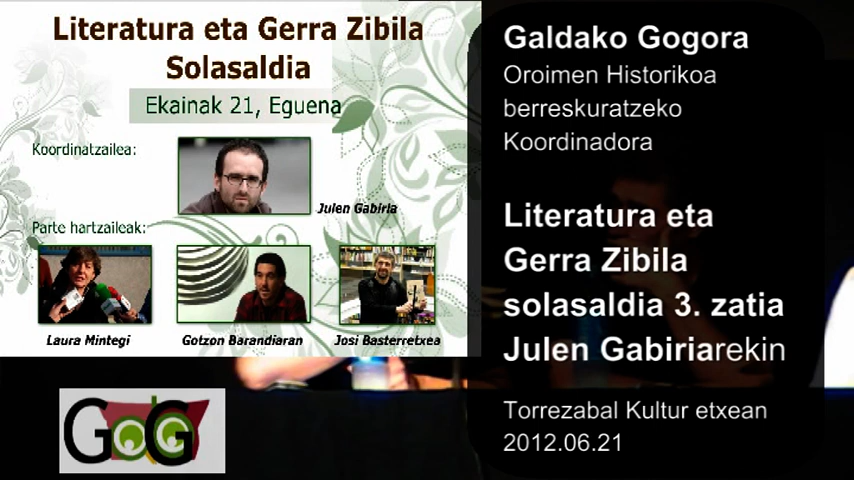 Literatura eta Gerra Zibila
Solasaldia
Ekainak 21, Eguena
Koordinatzailea:
Julen Gabiria
Parte hartzaileak:
Laura Mintegi
Gotzon Barandiaran
Josi Basterretxea
GoGo
Galdako Gogora
Oroimen Historikoa
berreskuratzeko
Koordinadora
Literatura eta
Gerra Zibila
solasaldia 3. zatia
Julen Gabiriarekin
Torrezabal Kultur etxean
2012.06.21